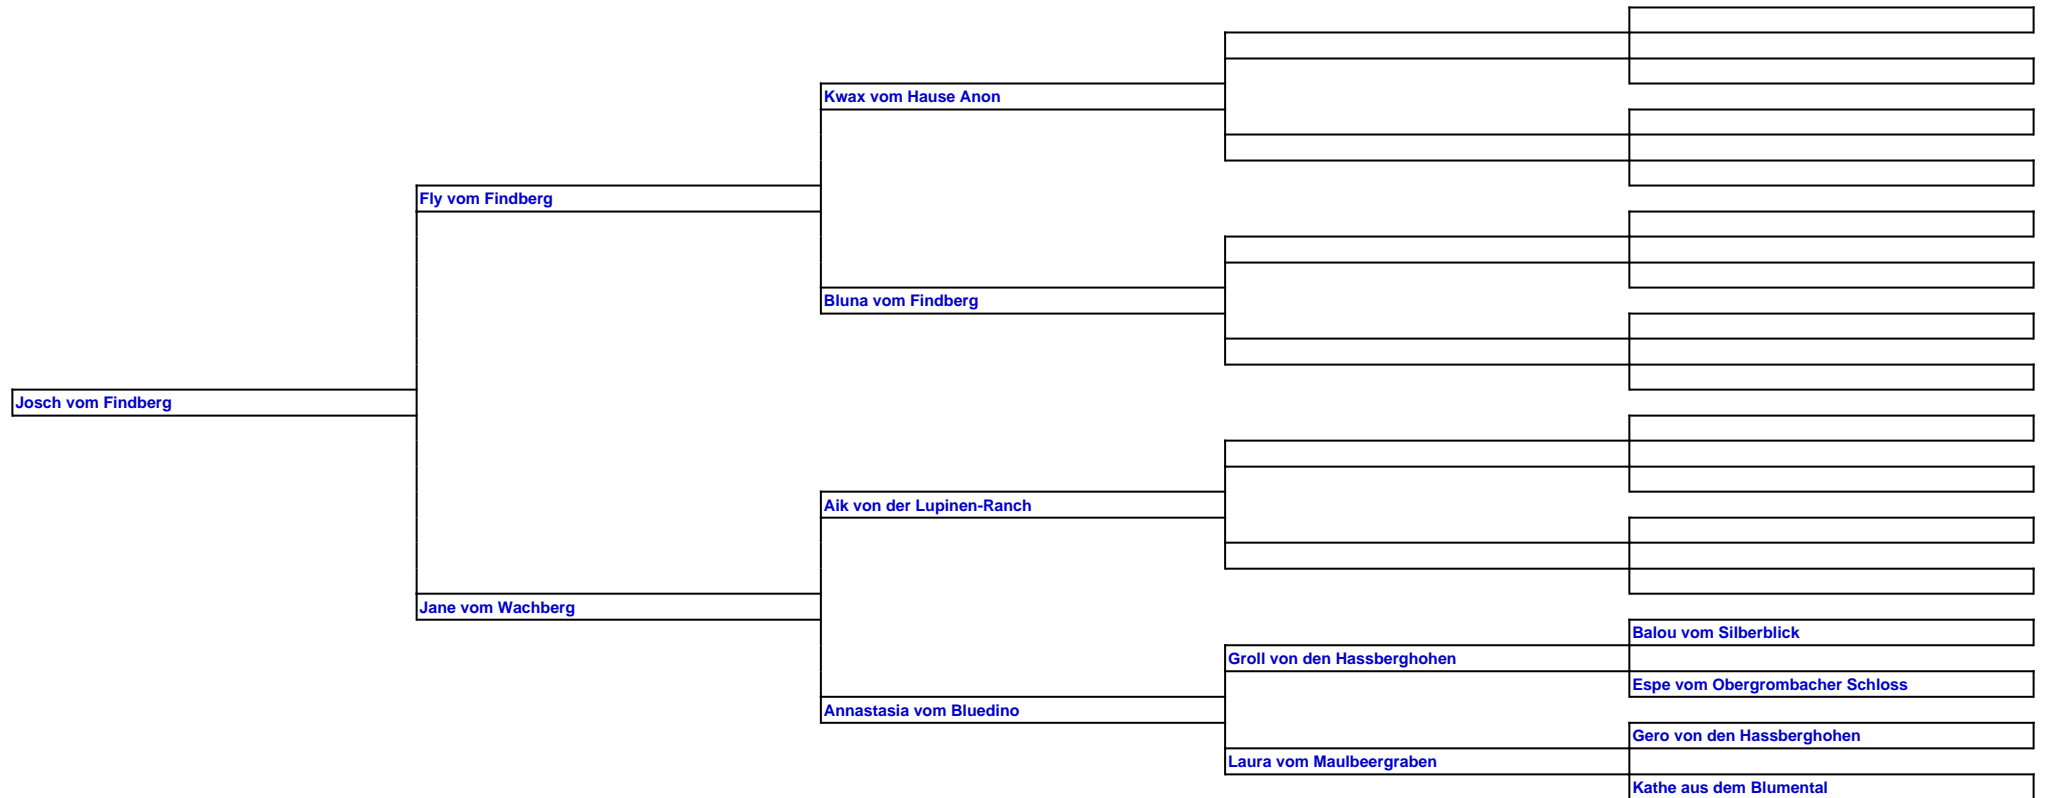 Kwax vom Hause Anon
Fly vom Findberg
Bluna vom Findberg
Josch vom Findberg
Aik von der Lupinen-Ranch
Jane vom Wachberg
Balou vom Silberblick
Groll von den Hassberghohen
Espe vom Obergrombacher Schloss
Annastasia vom Bluedino
Gero von den Hassberghohen
Laura vom Maulbeergraben
Kathe aus dem Blumental